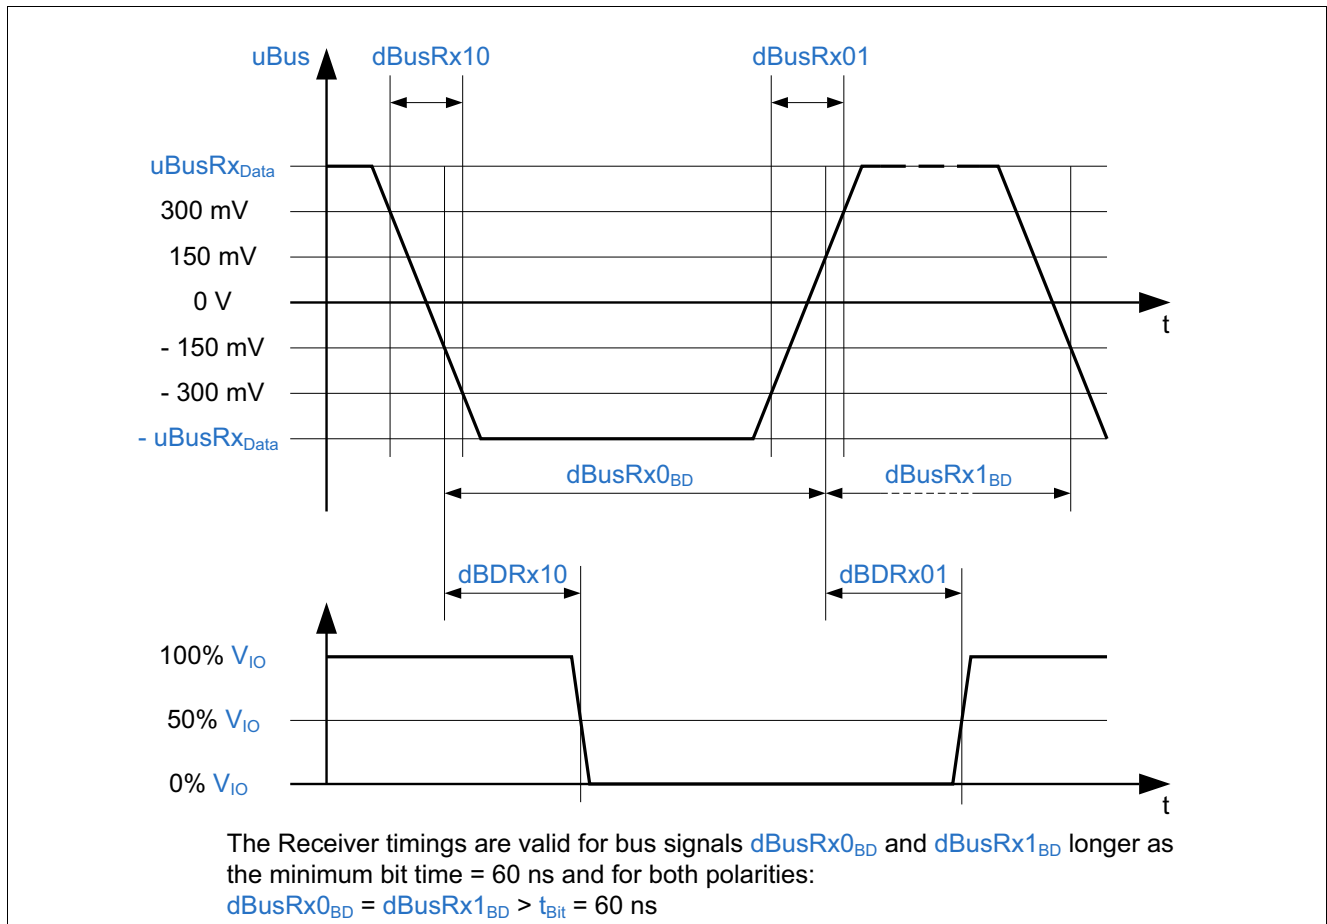 uBus dBusRx10 dBusRx01
uBusRxData
300 mV
150 mV
0 V
t
- 150 mV
- 300 mV
- uBusRxData
dBusRx0BD dBusRx1BD
dBDRx10 dBDRx01
100% VIO
50% VIO
0% VIO
t
The Receiver timings are valid for bus signals dBusRx0BD and dBusRx1BD longer as
the minimum bit time = 60 ns and for both polarities:
dBusRx0BD = dBusRx1BD > tBit = 60 ns